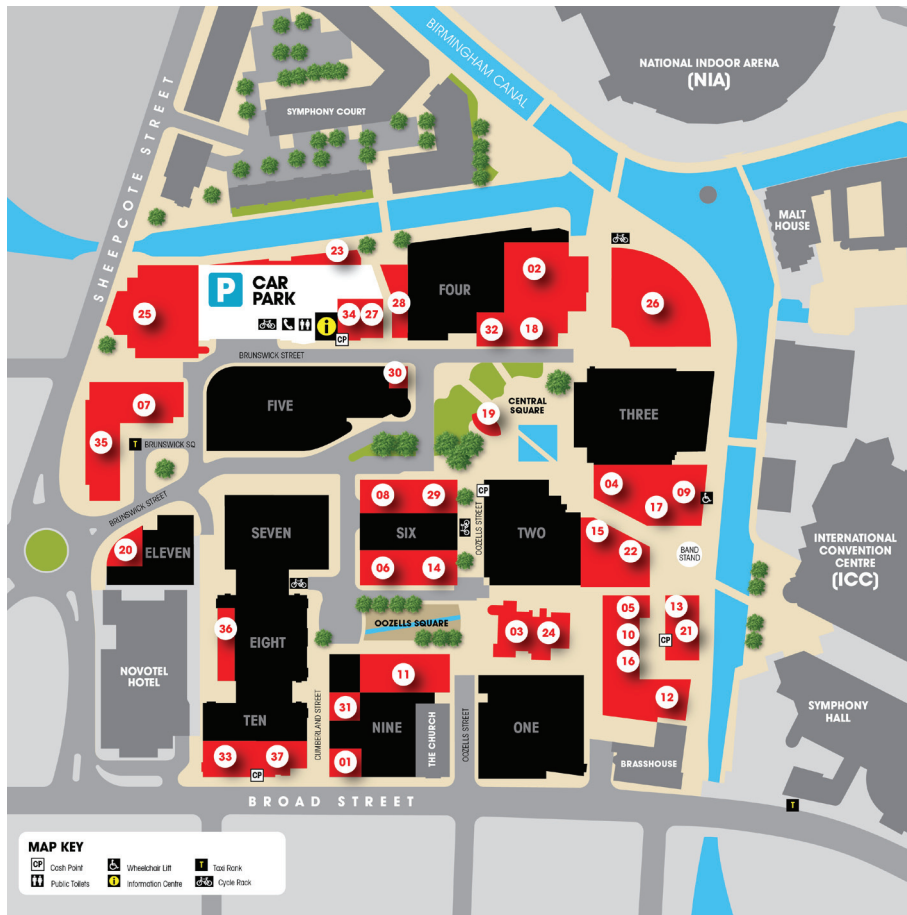 BIRMINGHAM CANAL
NATIONAL INDOOR ARENA
(NIA)
SYMPHONY COURT
SHEEPCOTE STREET
MALT
HOUSE
23
02
P CAR
PARK
FOUR
25
28
26
34
27
i
CP
32
18
BRUNSWICK STREET
30
FIVE
07
CENTRAL
SQUARE
19
THREE
35
T
BRUNSWICK SQ
08
29
CP
04
09
17
BRUNSWICK STREET
SEVEN
SIX
OOZELLS STREET
TWO
15
22
BAND
STAND
INTERNATIONAL
CONVENTION
CENTRE
(ICC)
20
ELEVEN
06
14
OOZELLS SQUARE
05
13
36
EIGHT
03
24
10
CP
21
16
NOVOTEL
HOTEL
11
12
SYMPHONY
HALL
TEN
CUMBERLAND STREET
31
NINE
THE CHURCH
OOZELLS STREET
ONE
33
37
CP
01
BRASSHOUSE
BROAD STREET
T
MAP KEY
CP Cash Point
Wheelchair Lift
T Taxi Rank
Public Toilets
i Information Centre
Cycle Rack